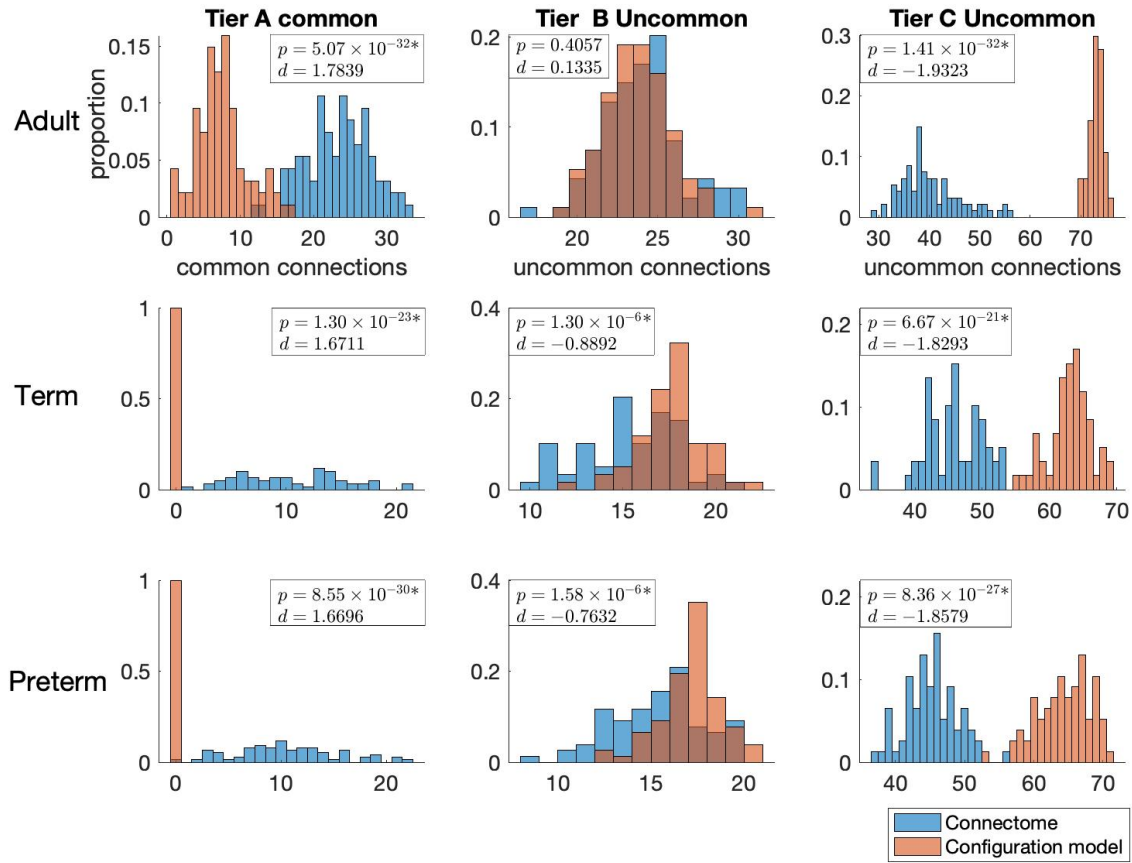 Tier A common
Tier B Uncommon
Tier C Uncommon
Adult
proportion
0.15
0.1
0.05
0
0 10 20 30
common connections
p = 5.07 × 10^{-32}*
d = 1.7839
0.2
0.1
0
20 25 30
uncommon connections
p = 0.4057
d = 0.1335
0.3
0.2
0.1
0
30 40 50 60 70
uncommon connections
p = 1.41 × 10^{-32}*
d = −1.9323
Term
1
0.5
0
0 10 20
p = 1.30 × 10^{-23}*
d = 1.6711
0.4
0.2
0
10 15 20
p = 1.30 × 10^{-6}*
d = −0.8892
0.2
0.1
0
40 50 60 70
p = 6.67 × 10^{-21}*
d = −1.8293
Preterm
1
0.5
0
0 10 20
p = 8.55 × 10^{-30}*
d = 1.6696
0.4
0.2
0
10 15 20
p = 1.58 × 10^{-6}*
d = −0.7632
0.2
0.1
0
40 50 60 70
p = 8.36 × 10^{-27}*
d = −1.8579
Connectome
Configuration model